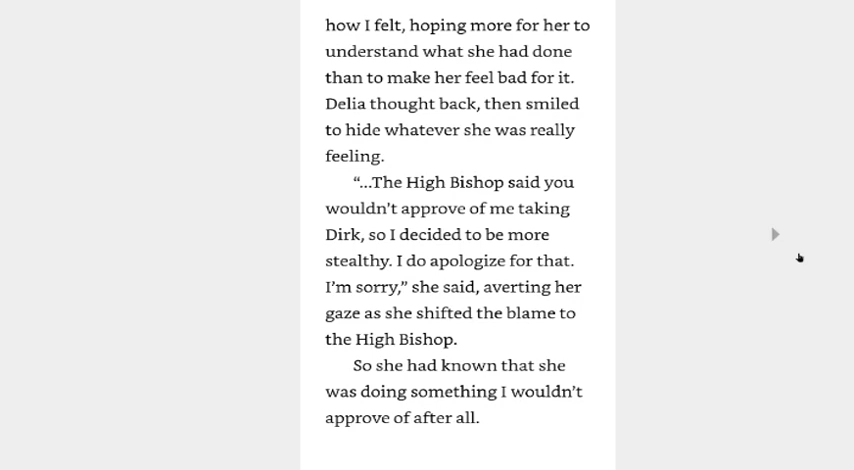 how I felt, hoping more for her to
understand what she had done
than to make her feel bad for it.
Delia thought back, then smiled
to hide whatever she was really
feeling.
“...The High Bishop said you
wouldn't approve of me taking
Dirk, so I decided to be more
stealthy. I do apologize for that.
I’m sorry,” she said, averting her
gaze as she shifted the blame to
the High Bishop.
So she had known that she
was doing something I wouldn’t
approve of after all.